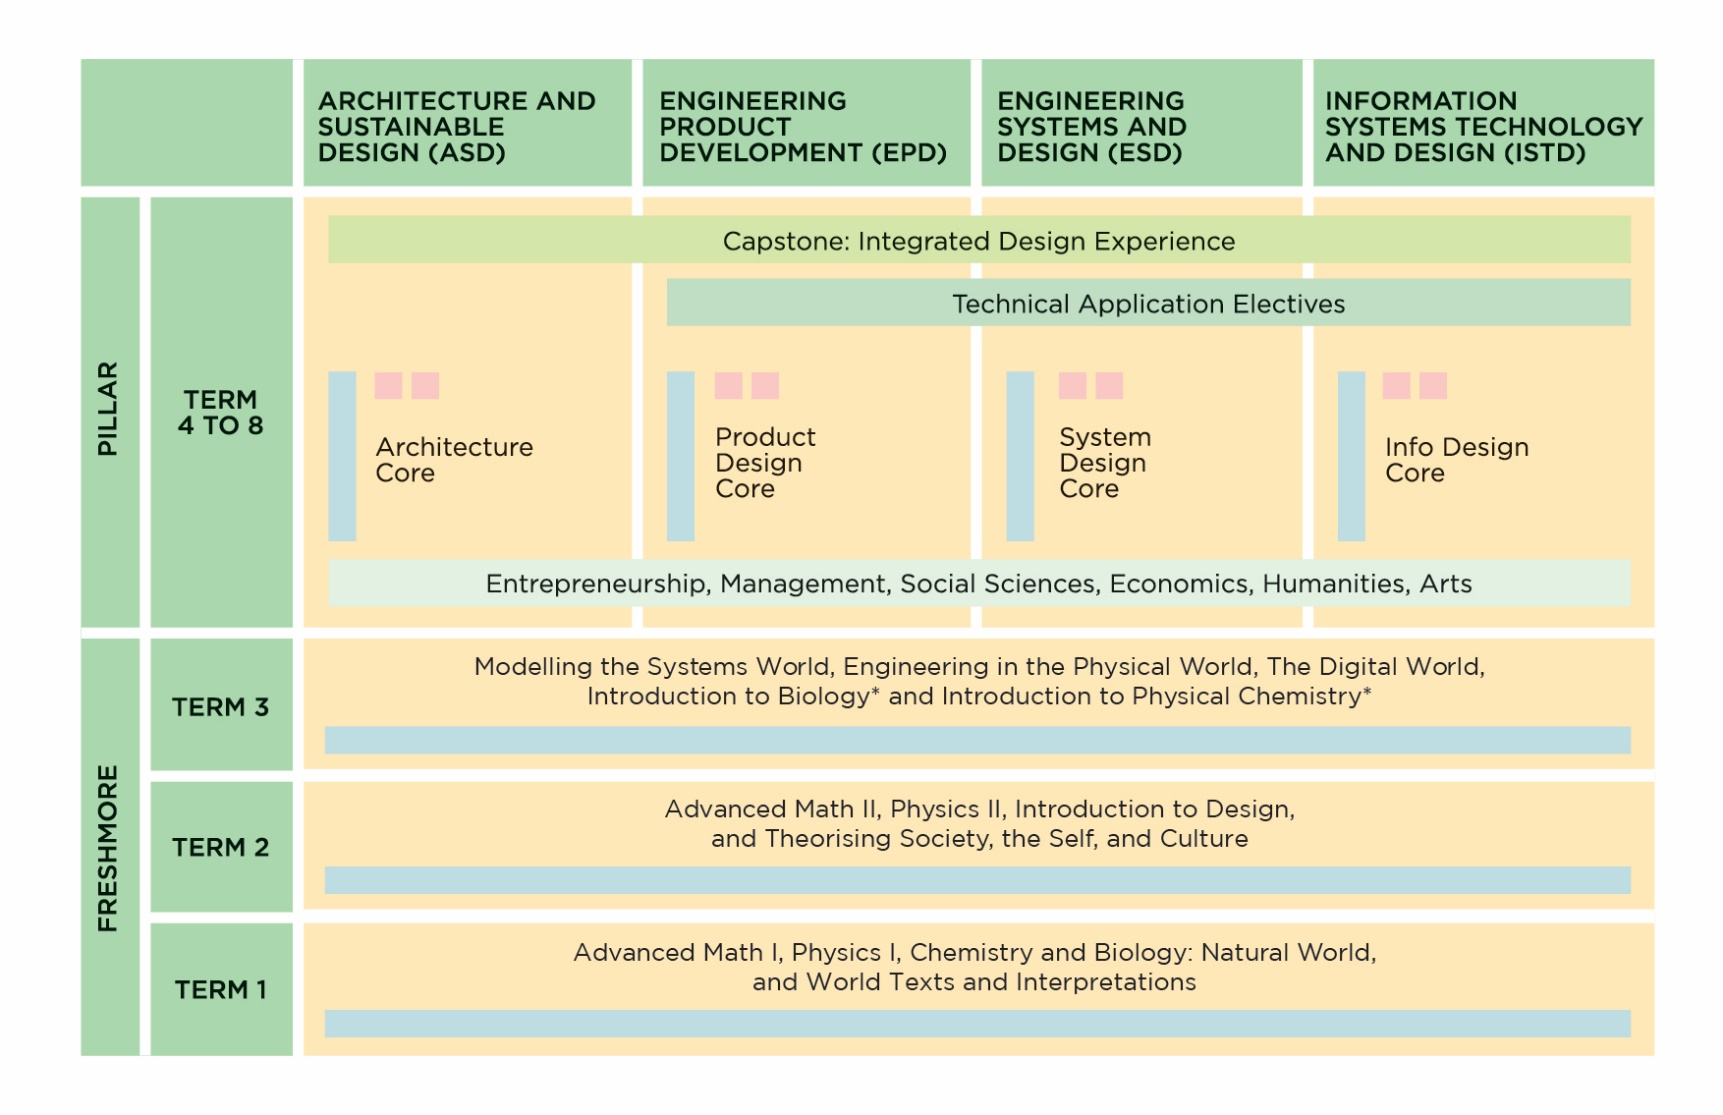 ARCHITECTURE AND
SUSTAINABLE
DESIGN (ASD)
ENGINEERING
PRODUCT
DEVELOPMENT (EPD)
ENGINEERING
SYSTEMS AND
DESIGN (ESD)
INFORMATION
SYSTEMS TECHNOLOGY
AND DESIGN (ISTD)
PILLAR
TERM
4 TO 8
Capstone: Integrated Design Experience
Technical Application Electives
Architecture
Core
Product
Design
Core
System
Design
Core
Info Design
Core
Entrepreneurship, Management, Social Sciences, Economics, Humanities, Arts
FRESHMORE
TERM 3
Modelling the Systems World, Engineering in the Physical World, The Digital World,
Introduction to Biology* and Introduction to Physical Chemistry*
TERM 2
Advanced Math II, Physics II, Introduction to Design,
and Theorising Society, the Self, and Culture
TERM 1
Advanced Math I, Physics I, Chemistry and Biology: Natural World,
and World Texts and Interpretations